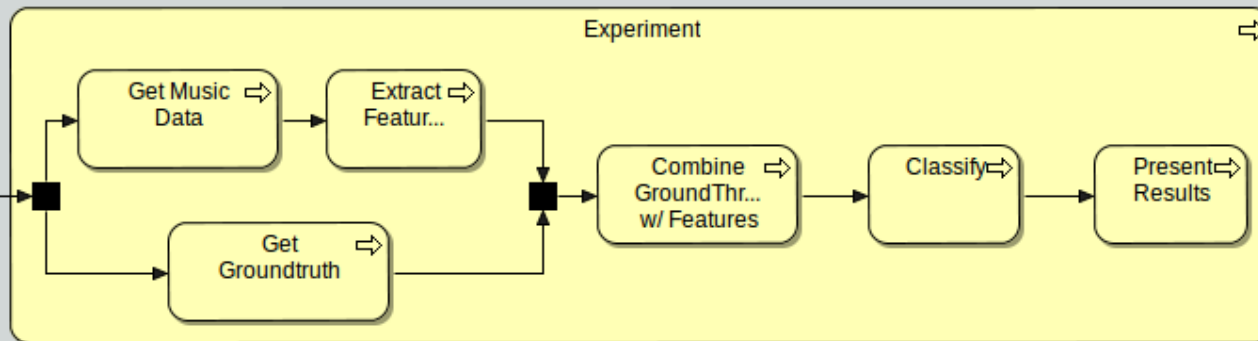 Experiment
Get Music
Data
Extract
Featur...
Get
Groundtruth
Combine
GroundThr...
w/ Features
Classify
Present
Results